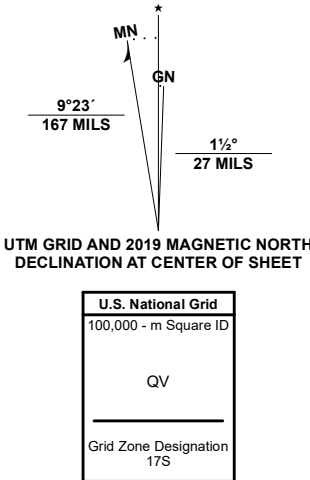 ★
MN
GN
9°23´
167 MILS
1½°
27 MILS
UTM GRID AND 2019 MAGNETIC NORTH
DECLINATION AT CENTER OF SHEET
U.S. National Grid
100,000 - m Square ID
QV
Grid Zone Designation
17S